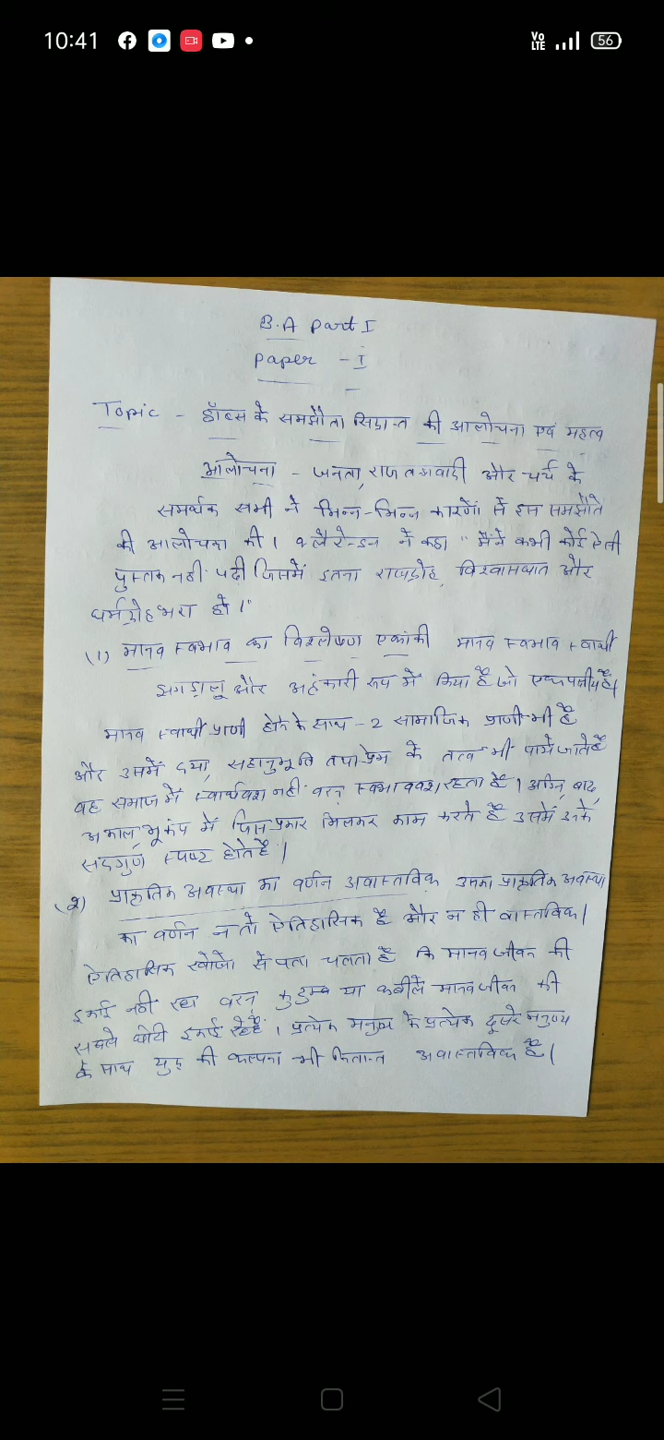 10:41
Vo
LTE
56
B.A Part I
Paper - I
Topic - हॉब्स के समझौता सिद्धान्त की आलोचना एवं महत्व
आलोचना - जनता, राजतन्त्रवादी और चर्च के
समर्थक सभी ने भिन्न-भिन्न कारणों से इस समझौते
की आलोचना की। क्लैरेन्डन ने कहा "मैंने कभी कोई ऐसी
पुस्तक नहीं पढ़ी जिसमें इतना राजद्रोह, विश्वासघात और
धर्मद्रोह भरा हो।"
(1) मानव स्वभाव का विश्लेषण एकांकी मानव स्वभाव स्वार्थी
झगड़ालू और अहंकारी रूप में किया है जो एकपक्षीय है।
मानव स्वार्थी प्राणी होने के साथ-2 सामाजिक प्राणी भी है
और उसमें दया, सहानुभूति तथा प्रेम के तत्व भी पाये जाते है
वह समाज में स्वार्थवश नहीं वरन स्वभाववश रहता है। अग्नि, बाढ़,
अकाल, भूकंप में जिस प्रकार मिलकर काम करते है उसमें उनके
सदगुण स्पष्ट होते है।
(2) प्राकृतिक अवस्था का वर्णन अवास्तविक उसका प्राकृतिक अवस्था
का वर्णन न तो ऐतिहासिक है और न ही वास्तविक।
ऐतिहासिक खोजों से पता चलता है कि मानव जीवन की
इकाई नहीं रहा वरन कुटुम्ब या कबीले मानव जीवन की
सबसे छोटी इकाई रहे हैं। प्रत्येक मनुष्य के प्रत्येक दूसरे मनुष्य
के साथ युद्ध की कल्पना भी नितान्त अवास्तविक है।